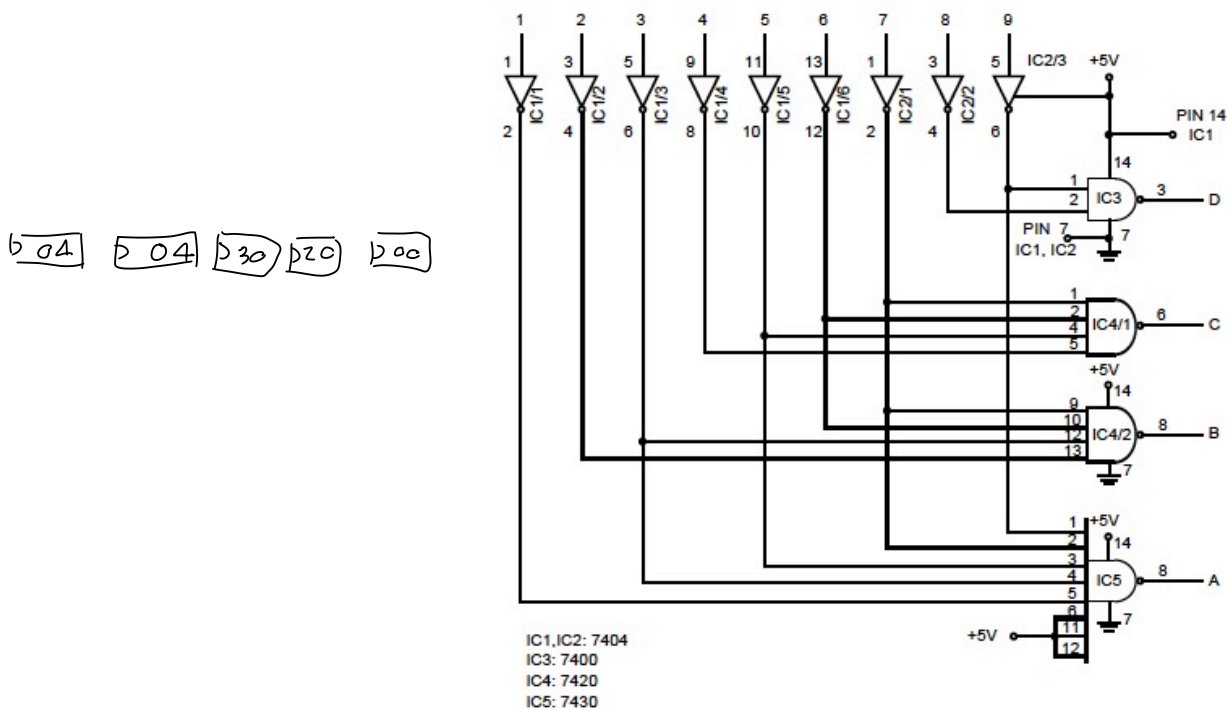 1 2 3 4 5 6 7 8 9
1 3 5 9 11 13 1 3 5 IC2/3 +5V
IC1/1 IC1/2 IC1/3 IC1/4 IC1/5 IC1/6 IC2/1 IC2/2
2 4 6 8 10 12 2 4 6
PIN 14
IC1
14
1
2 IC3 3 D
PIN 7
IC1, IC2
7
04 04 30 20 00
1
2
4 IC4/1 6 C
5
+5V
14
9
10
12 IC4/2 8 B
13
7
1 +5V
2 14
3
4 IC5 8 A
5
6 7
+5V 11
12
IC1,IC2: 7404
IC3: 7400
IC4: 7420
IC5: 7430